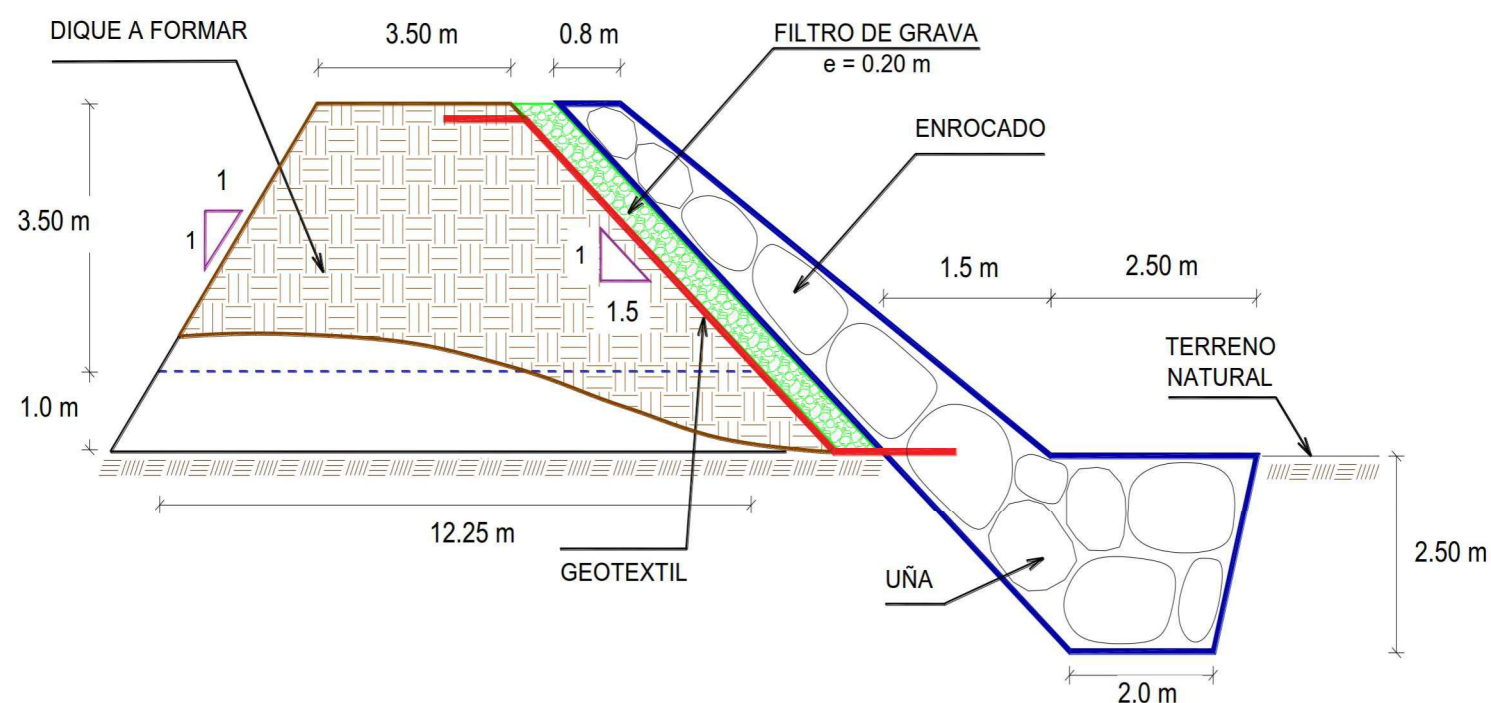 DIQUE A FORMAR
3.50 m
0.8 m
FILTRO DE GRAVA
e = 0.20 m
ENROCADO
1
1
3.50 m
1
1.5
1.5 m
2.50 m
TERRENO
NATURAL
1.0 m
12.25 m
GEOTEXTIL
UÑA
2.50 m
2.0 m